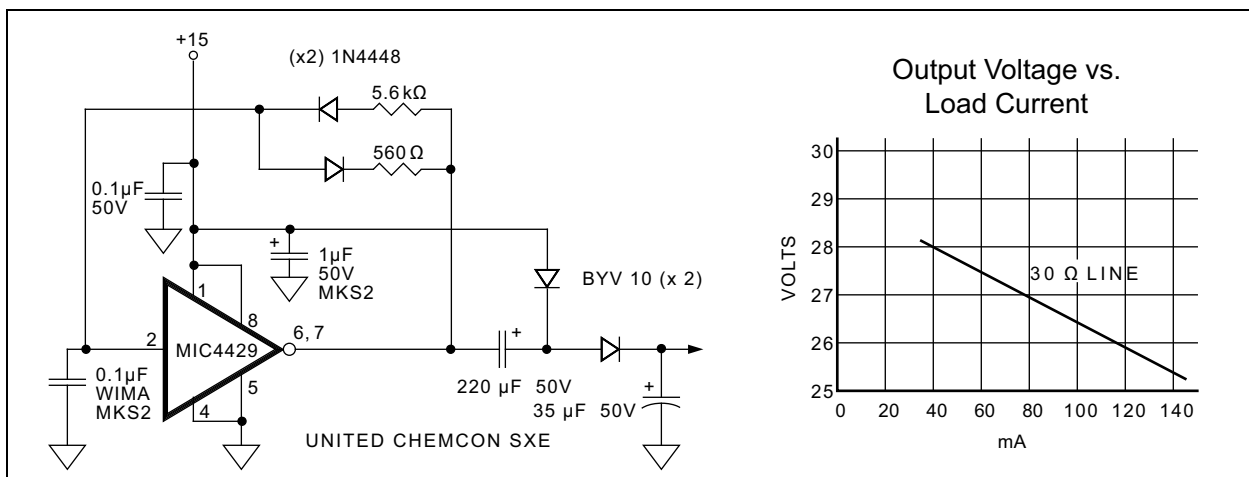 +15
(x2) 1N4448
5.6kΩ
560Ω
0.1µF
50V
+
1µF
50V
MKS2
BYV 10 (x 2)
1
8
6, 7
2
MIC4429
5
4
0.1µF
WIMA
MKS2
+
220 µF 50V
+
35 µF 50V
UNITED CHEMCON SXE
Output Voltage vs.
Load Current
30
29
28
27
26
25
VOLTS
30 Ω LINE
0 20 40 60 80 100 120 140
mA